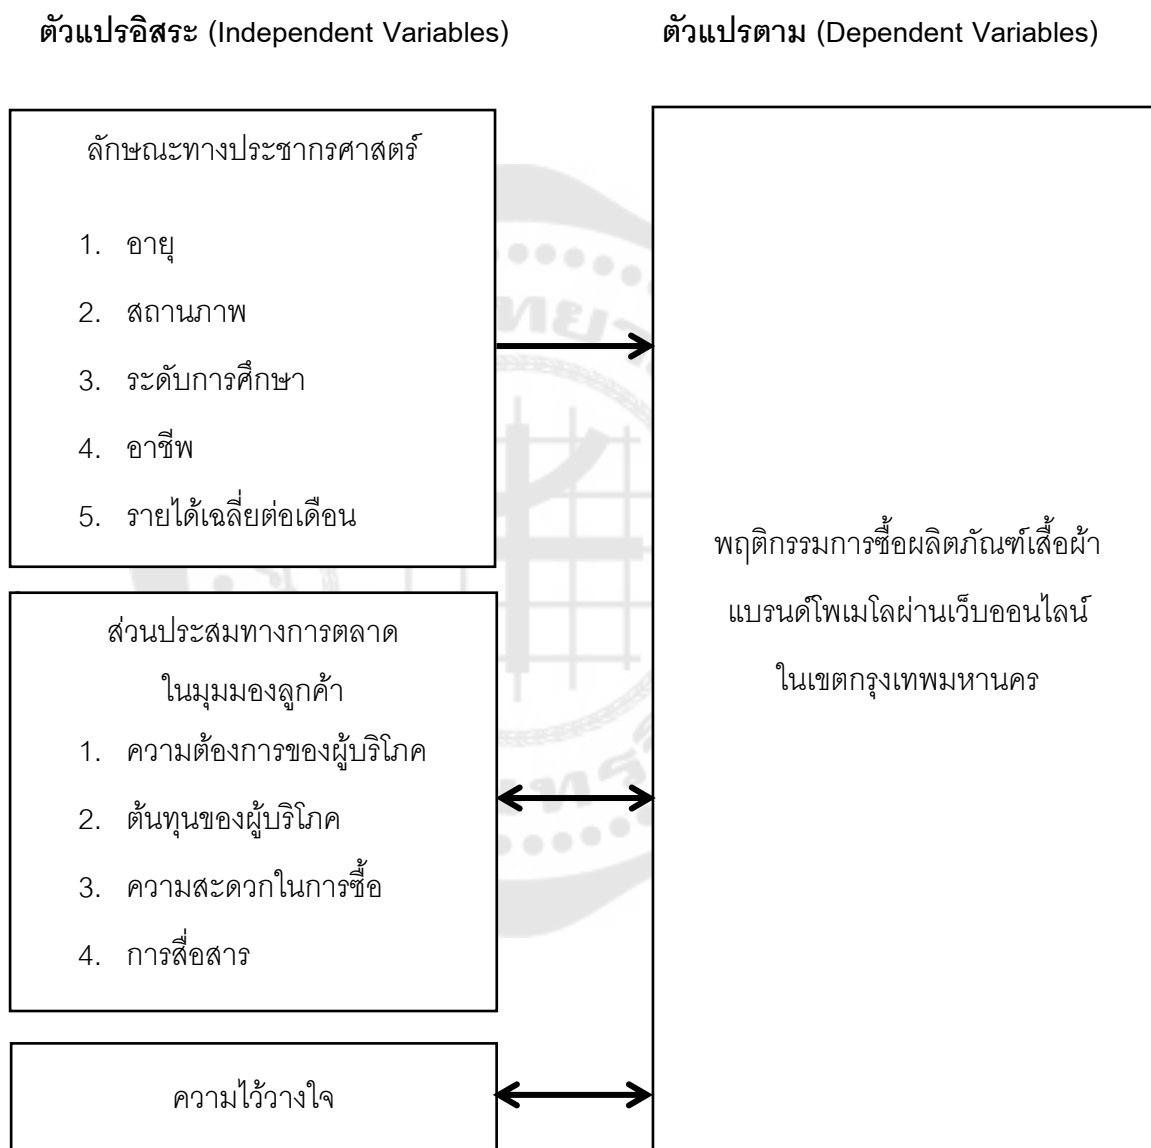 ตัวแปรอิสระ (Independent Variables)
ตัวแปรตาม (Dependent Variables)
ลักษณะทางประชากรศาสตร์
1. อายุ
2. สถานภาพ
3. ระดับการศึกษา
4. อาชีพ
5. รายได้เฉลี่ยต่อเดือน
ส่วนประสมทางการตลาด
ในมุมมองลูกค้า
1. ความต้องการของผู้บริโภค
2. ต้นทุนของผู้บริโภค
3. ความสะดวกในการซื้อ
4. การสื่อสาร
ความไว้วางใจ
พฤติกรรมการซื้อผลิตภัณฑ์เสื้อผ้า
แบรนด์โพเมโลผ่านเว็บออนไลน์
ในเขตกรุงเทพมหานคร